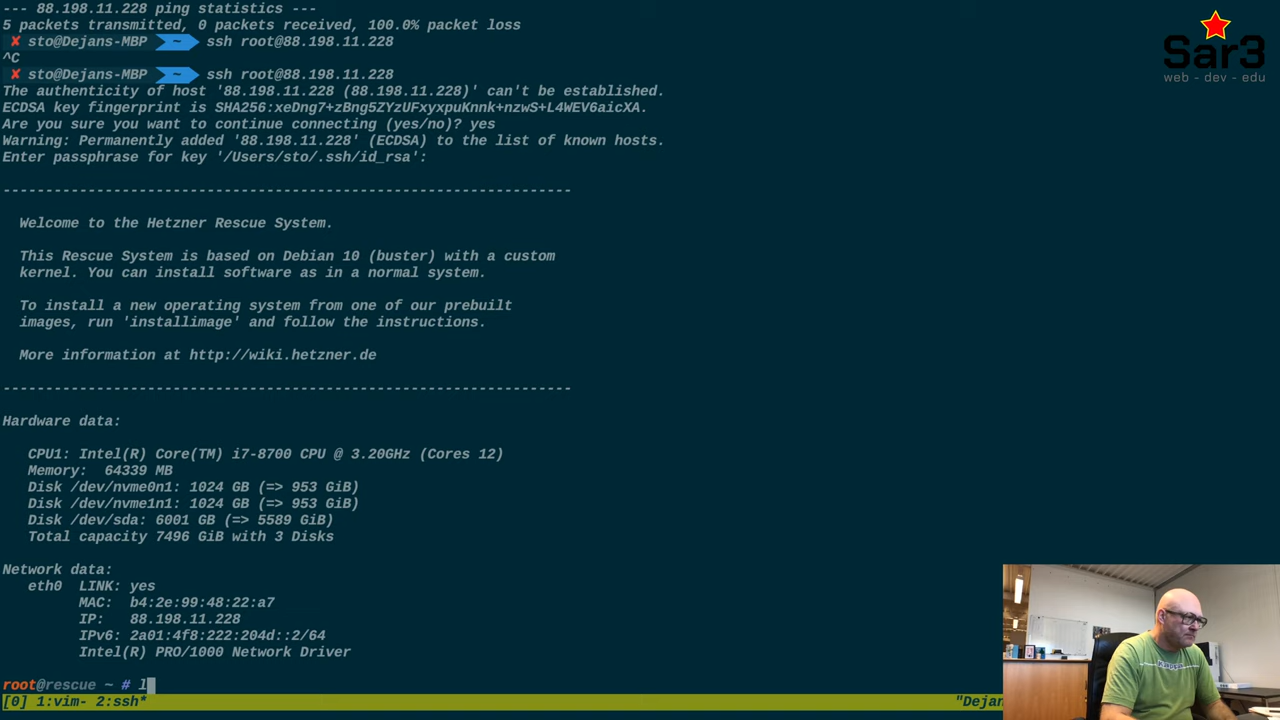 --- 88.198.11.228 ping statistics ---
5 packets transmitted, 0 packets received, 100.0% packet loss
✘ sto@Dejans-MBP ~ ssh root@88.198.11.228
^C
✘ sto@Dejans-MBP ~ ssh root@88.198.11.228
The authenticity of host '88.198.11.228 (88.198.11.228)' can't be established.
ECDSA key fingerprint is SHA256:xeDng7+zBng5ZYzUFxyxpuKnnk+nzwS+L4WEV6aicXA.
Are you sure you want to continue connecting (yes/no)? yes
Warning: Permanently added '88.198.11.228' (ECDSA) to the list of known hosts.
Enter passphrase for key '/Users/sto/.ssh/id_rsa':
-------------------------------------------------------------------
Welcome to the Hetzner Rescue System.
This Rescue System is based on Debian 10 (buster) with a custom
kernel. You can install software as in a normal system.
To install a new operating system from one of our prebuilt
images, run 'installimage' and follow the instructions.
More information at http://wiki.hetzner.de
-------------------------------------------------------------------
Hardware data:
CPU1: Intel(R) Core(TM) i7-8700 CPU @ 3.20GHz (Cores 12)
Memory:  64339 MB
Disk /dev/nvme0n1: 1024 GB (=> 953 GiB)
Disk /dev/nvme1n1: 1024 GB (=> 953 GiB)
Disk /dev/sda: 6001 GB (=> 5589 GiB)
Total capacity 7496 GiB with 3 Disks
Network data:
eth0  LINK: yes
MAC:  b4:2e:99:48:22:a7
IP:   88.198.11.228
IPv6: 2a01:4f8:222:204d::2/64
Intel(R) PRO/1000 Network Driver
root@rescue ~ # l
[0] 1:vim- 2:ssh* "Dejan
Sar3
web - dev - edu